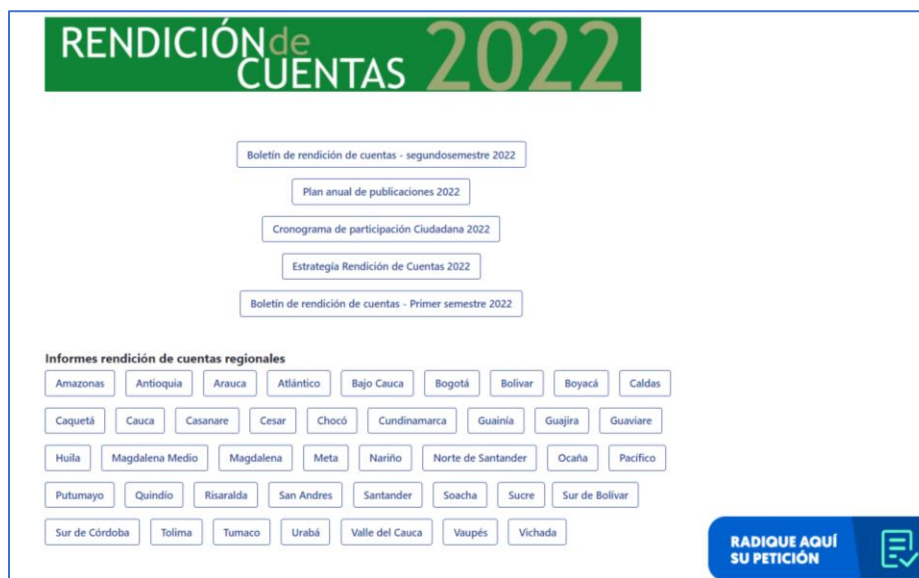 RENDICIÓN de CUENTAS 2022
Boletín de rendición de cuentas - segundosemestre 2022
Plan anual de publicaciones 2022
Cronograma de participación Ciudadana 2022
Estrategía Rendición de Cuentas 2022
Boletín de rendición de cuentas - Primer semestre 2022
Informes rendición de cuentas regionales
Amazonas Antioquia Arauca Atlántico Bajo Cauca Bogotá Bolivar Boyacá Caldas
Caquetá Cauca Casanare Cesar Chocó Cundinamarca Guainía Guajira Guaviare
Huila Magdalena Medio Magdalena Meta Nariño Norte de Santander Ocaña Pacífico
Putumayo Quindío Risaralda San Andres Santander Soacha Sucre Sur de Bolívar
Sur de Córdoba Tolima Tumaco Urabá Valle del Cauca Vaupés Vichada
RADIQUE AQUÍ
SU PETICIÓN